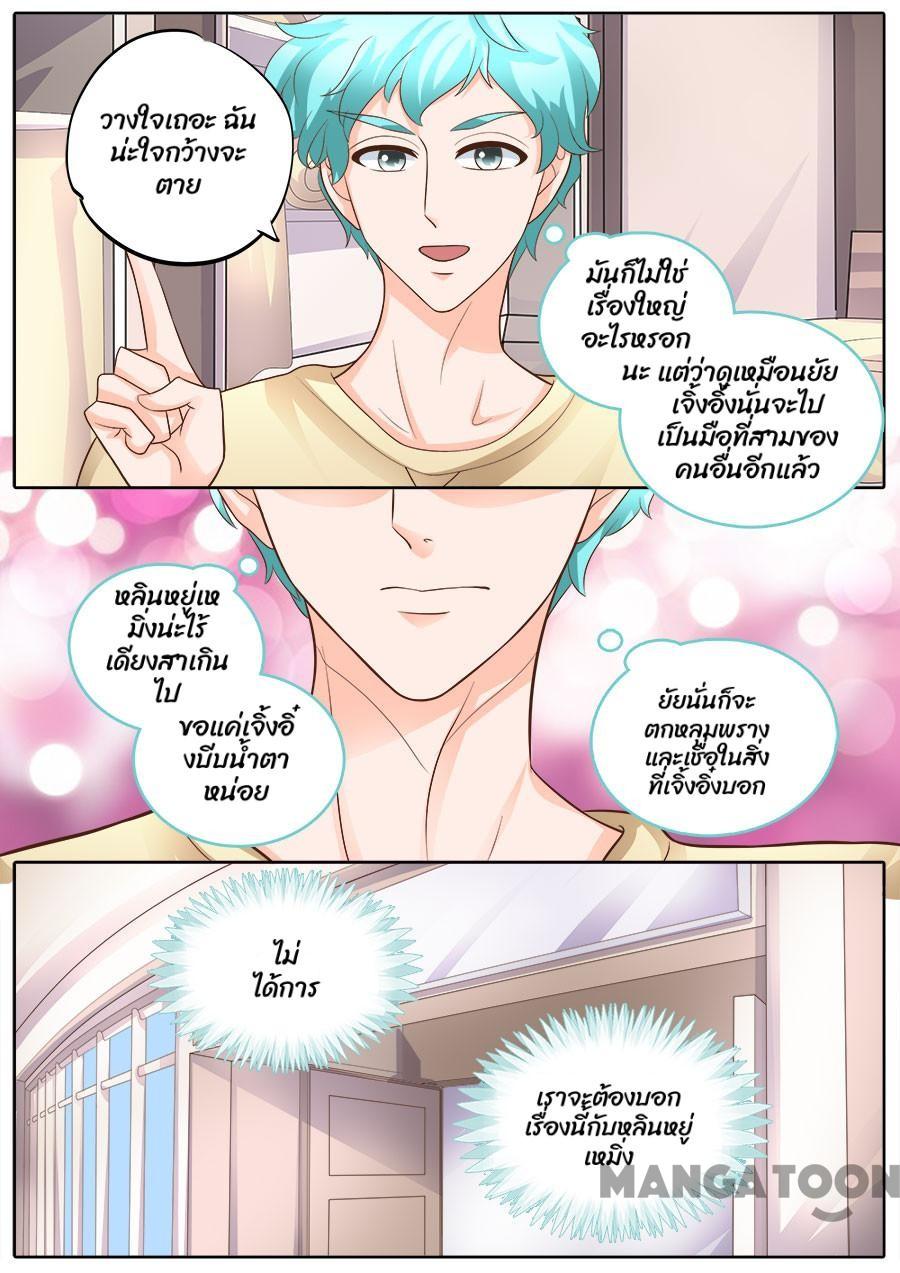 วางใจเถอะ ฉัน
น่ะใจกว้างจะ
ตาย
มันก็ไม่ใช่
เรื่องใหญ่
อะไรหรอก
นะ แต่ว่าดูเหมือนยัย
เจิ้งอิ๋งนั่นจะไป
เป็นมือที่สามของ
คนอื่นอีกแล้ว
หลินหยู่เห
มิ่งน่ะไร้
เดียงสาเกิน
ไป
ขอแค่เจิ้งอิ๋
งบีบน้ำตา
หน่อย
ยัยนั่นก็จะ
ตกหลุมพราง
และเชื่อในสิ่ง
ที่เจิ้งอิ๋งบอก
ไม่
ได้การ
เราจะต้องบอก
เรื่องนี้กับหลินหยู่
เหมิ่ง
MANGATOON